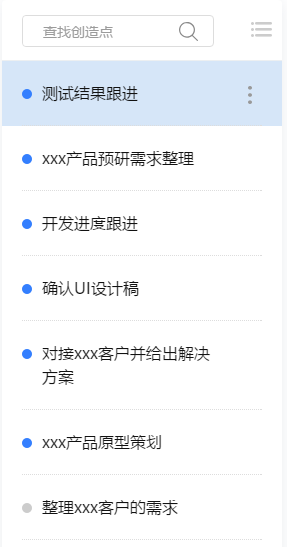 查找创造点
测试结果跟进
xxx产品预研需求整理
开发进度跟进
确认UI设计稿
对接xxx客户并给出解决
方案
xxx产品原型策划
整理xxx客户的需求